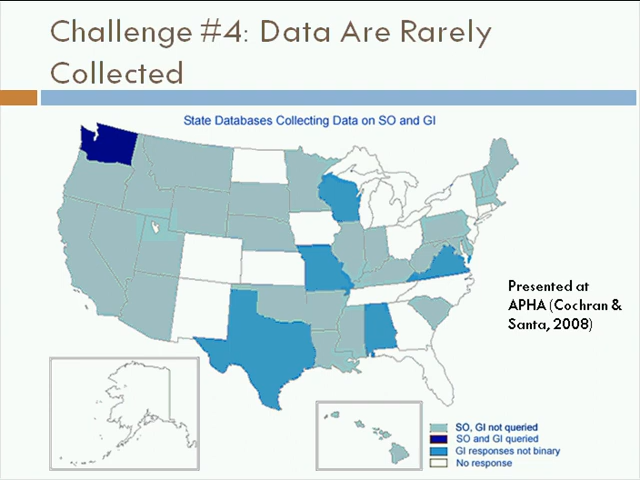 Challenge #4: Data Are Rarely
Collected
State Databases Collecting Data on SO and GI
Presented at
APHA (Cochran &
Santa, 2008)
SO, GI not queried
SO and GI queried
GI responses not binary
No response